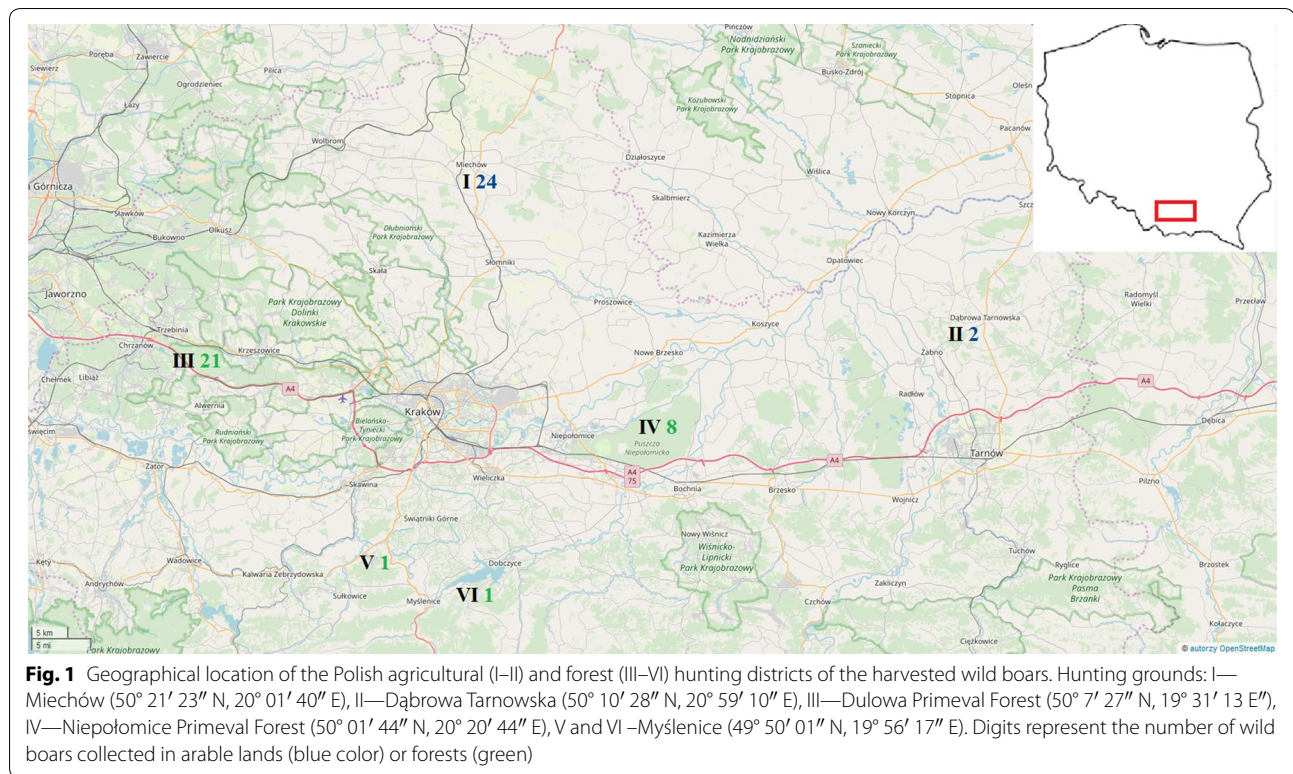 Pińczów
Nadnidziański
Park Krajobrazowy
Szaniecki
Park Krajobrazowy
Busko-Zdrój
Poręba
Zawiercie
Siewierz
Pilica
Ogrodzieniec
Łazy
Kozubowski
Park Krajobrazowy
Stopnica
Pacanów
Wolbrom
Miechów
I 24
Działoszyce
Skalbmierz
Wiślica
Nowy Korczyn
a Górnicza
Sławków
Bukowno
Olkusz
Dłubniański
Park Krajobrazowy
Skała
Słomniki
Kazimierza
Wielka
Opatowiec
Jaworzno
Park Krajobrazowy
Dolinki
Krakowskie
Proszowice
Koszyce
Radomyśl
Wielki
Przecław
Dąbrowa Tarnowska
II 2
Trzebinia
Chrzanów
III 21
Krzeszowice
Nowe Brzesko
Żabno
Chełmek
Libiąż
A4
A4
Alwernia
Rudniański
Park Krajobrazowy
Bielańsko-
Tyniecki
Park Krajobrazowy
Kraków
Niepołomice
IV 8
Puszcza
Niepołomicka
Radłów
Dębica
święcim
Zator
Skawina
Wieliczka
A4
75
A4
Tarnów
Bochnia
Brzesko
Wojnicz
Pilzno
Świątniki Górne
Nowy Wiśnicz
Wiśnicko-
Lipnicki
Park Krajobrazowy
Tuchów
Kęty
Wadowice
Kalwaria Zebrzydowska
V 1
Dobczyce
Ryglice
Brzostek
Andrychów
Sułkowice
Myślenice
VI 1
Zakliczyn
Czchów
Park Krajobrazowy
Pasma
Brzanki
Kołaczyce
Ciężkowice
5 km
5 mi
Park Krajobrazowy
© autorzy OpenStreetMap
Fig. 1 Geographical location of the Polish agricultural (I–II) and forest (III–VI) hunting districts of the harvested wild boars. Hunting grounds: I—
Miechów (50° 21′ 23″ N, 20° 01′ 40″ E), II—Dąbrowa Tarnowska (50° 10′ 28″ N, 20° 59′ 10″ E), III—Dulowa Primeval Forest (50° 7′ 27″ N, 19° 31′ 13 E″),
IV—Niepołomice Primeval Forest (50° 01′ 44″ N, 20° 20′ 44″ E), V and VI –Myślenice (49° 50′ 01″ N, 19° 56′ 17″ E). Digits represent the number of wild
boars collected in arable lands (blue color) or forests (green)